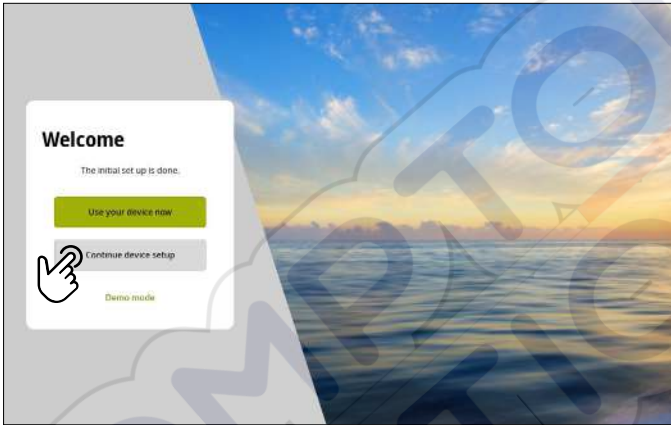 Welcome
The initial set up is done.
Use your device now
Continue device setup
Demo mode